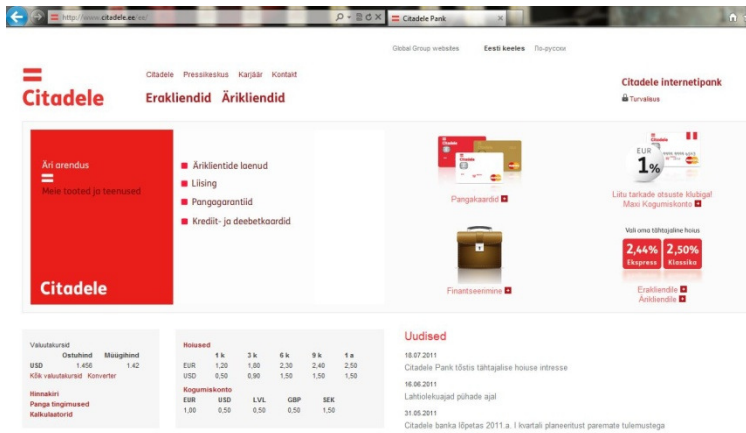 http://www.citadele.ee/ee/
Citadele Pank
Global Group websites Eesti keeles По-русски
Citadele Pressikeskus Karjäär Kontakt
Citadele
Erakliendid Ärikliendid
Citadele internetipank
Turvalisus
Äri arendus
Meie tooted ja teenused
Citadele
Äriklientide laenud
Liising
Pangagarantiid
Krediit- ja deebetkaardid
Pangakaardid
EUR
1%
Liitu tarkade otsuste klubiga!
Maxi Kogumiskonto
Finantseerimine
Vali oma tähtajaline hoius
2,44% 2,50%
Ekspress Klassika
Erakliendile
Ärikliendile
Valuutakursid
Ostuhind Müügihind
USD 1.456 1.42
Kõik valuutakursid Konverter
Hinnakiri
Panga tingimused
Kalkulaatorid
Hoiused
1 k 3 k 6 k 9 k 1 a
EUR 1,20 1,80 2,30 2,40 2,50
USD 0,50 0,90 1,50 1,50 1,50
Kogumiskonto
EUR USD LVL GBP SEK
1,00 0,50 0,50 0,50 1,50
Uudised
18.07.2011
Citadele Pank tõstis tähtajalise hoiuse intresse
16.06.2011
Lahtiolekuajad pühade ajal
31.05.2011
Citadele banka lõpetas 2011.a. I kvartali planeeritust paremate tulemustega